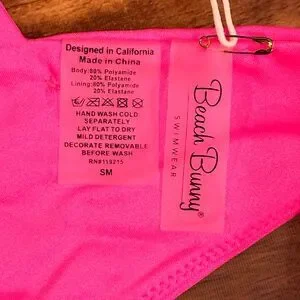 Designed in California
Made in China
Body:80% Polyamide
20% Elastane
Lining:80% Polyamide
20% Elastane
HAND WASH COLD
SEPARATELY
LAY FLAT TO DRY
MILD DETERGENT
DECORATE REMOVABLE
BEFORE WASH
RN#119215
SM
Beach Bunny®
SWIMWEAR